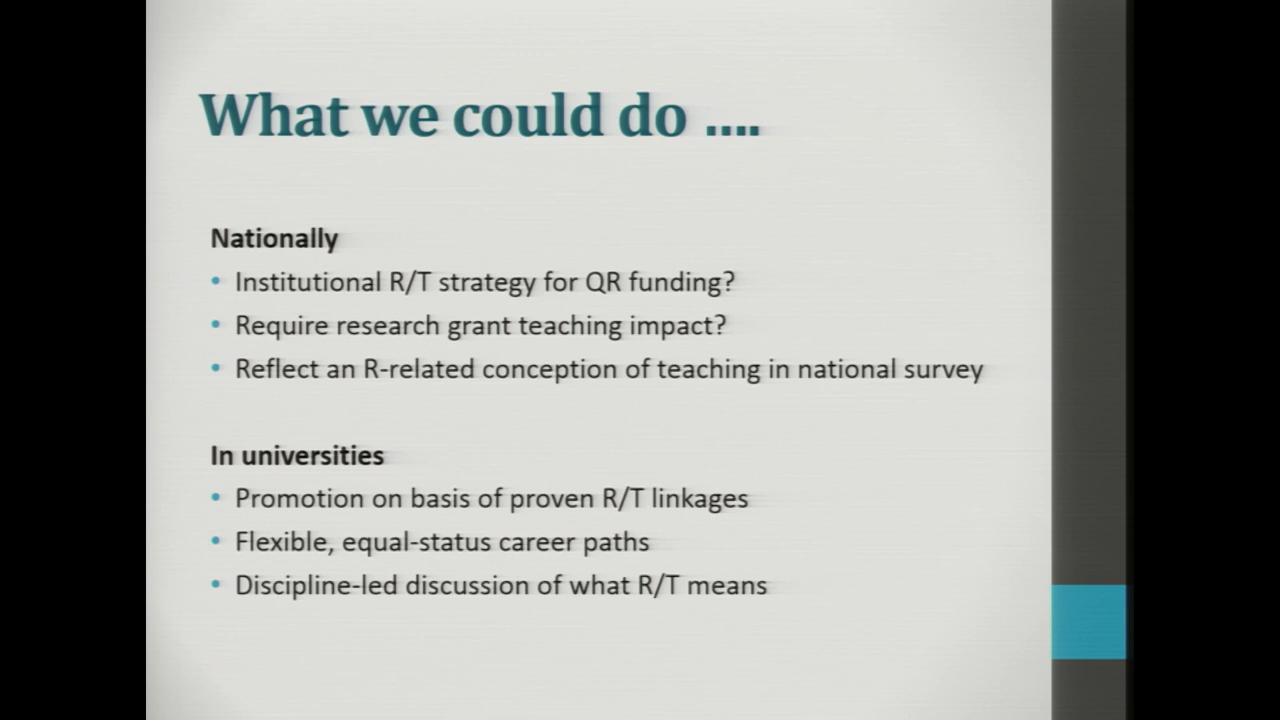 What we could do ....
Nationally
• Institutional R/T strategy for QR funding?
• Require research grant teaching impact?
• Reflect an R-related conception of teaching in national survey
In universities
• Promotion on basis of proven R/T linkages
• Flexible, equal-status career paths
• Discipline-led discussion of what R/T means